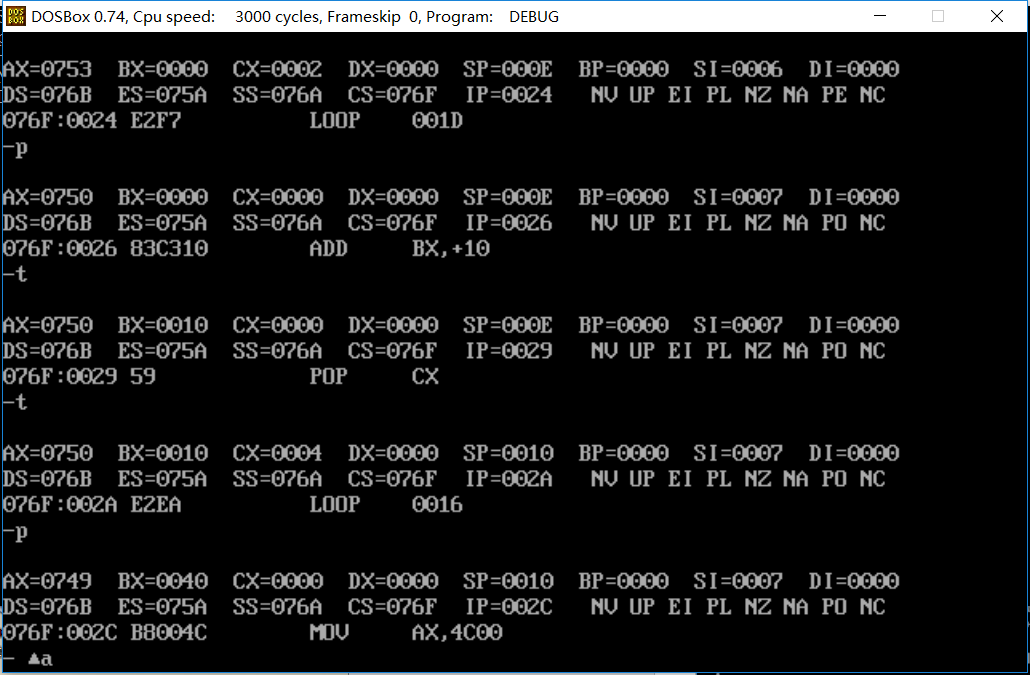 DOS BOX DOSBox 0.74, Cpu speed: 3000 cycles, Frameskip 0, Program: DEBUG
AX=0753 BX=0000 CX=0002 DX=0000 SP=000E BP=0000 SI=0006 DI=0000
DS=076B ES=075A SS=076A CS=076F IP=0024 NV UP EI PL NZ NA PE NC
076F:0024 E2F7 LOOP 001D
-p
AX=0750 BX=0000 CX=0000 DX=0000 SP=000E BP=0000 SI=0007 DI=0000
DS=076B ES=075A SS=076A CS=076F IP=0026 NV UP EI PL NZ NA PO NC
076F:0026 83C310 ADD BX,+10
-t
AX=0750 BX=0010 CX=0000 DX=0000 SP=000E BP=0000 SI=0007 DI=0000
DS=076B ES=075A SS=076A CS=076F IP=0029 NV UP EI PL NZ NA PO NC
076F:0029 59 POP CX
-t
AX=0750 BX=0010 CX=0004 DX=0000 SP=0010 BP=0000 SI=0007 DI=0000
DS=076B ES=075A SS=076A CS=076F IP=002A NV UP EI PL NZ NA PO NC
076F:002A E2EA LOOP 0016
-p
AX=0749 BX=0040 CX=0000 DX=0000 SP=0010 BP=0000 SI=0007 DI=0000
DS=076B ES=075A SS=076A CS=076F IP=002C NV UP EI PL NZ NA PO NC
076F:002C B8004C MOV AX,4C00
- ▲a